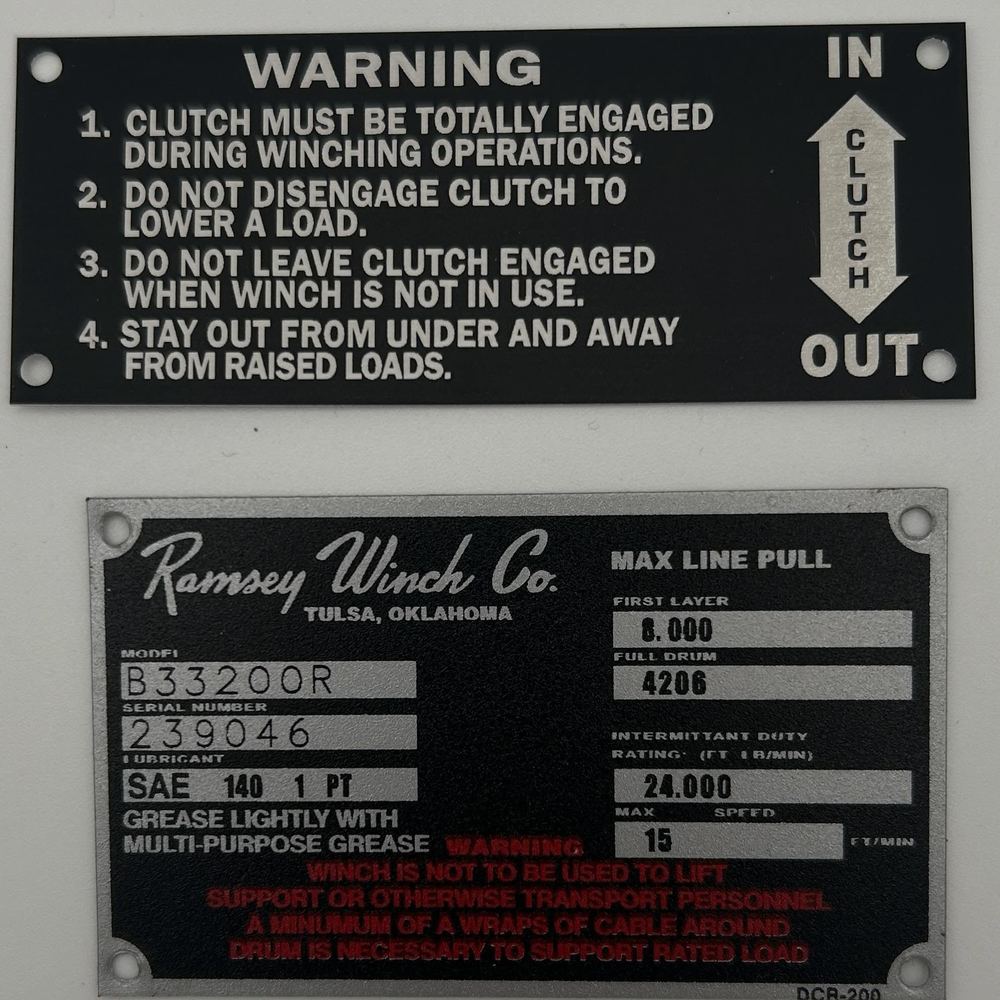 WARNING
1. CLUTCH MUST BE TOTALLY ENGAGED
DURING WINCHING OPERATIONS.
2. DO NOT DISENGAGE CLUTCH TO
LOWER A LOAD.
3. DO NOT LEAVE CLUTCH ENGAGED
WHEN WINCH IS NOT IN USE.
4. STAY OUT FROM UNDER AND AWAY
FROM RAISED LOADS.
IN
CLUTCH
OUT
Ramsey Winch Co.
TULSA, OKLAHOMA
MODEL
B33200R
SERIAL NUMBER
239046
LUBRICANT
SAE 140 1 PT
GREASE LIGHTLY WITH
MULTI-PURPOSE GREASE
MAX LINE PULL
FIRST LAYER
8.000
FULL DRUM
4206
INTERMITTANT DUTY
RATING: (FT LB/MIN)
24.000
MAX SPEED
15 FT/MIN
WARNING
WINCH IS NOT TO BE USED TO LIFT
SUPPORT OR OTHERWISE TRANSPORT PERSONNEL
A MINUMUM OF A WRAPS OF CABLE AROUND
DRUM IS NECESSARY TO SUPPORT RATED LOAD
DCR-200